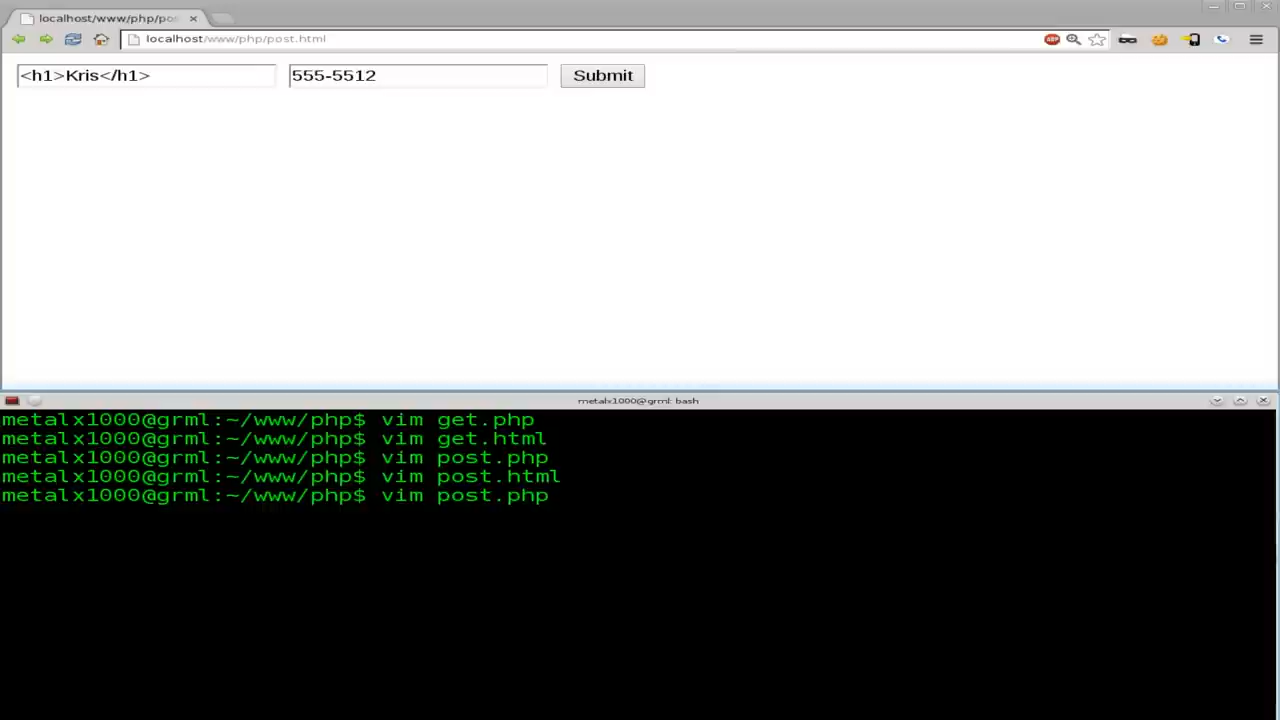 localhost/www/php/pos
localhost/www/php/post.html
ABP
<h1>Kris</h1> 555-5512 Submit
metalx1000@grml: bash
metalx1000@grml:~/www/php$ vim get.php
metalx1000@grml:~/www/php$ vim get.html
metalx1000@grml:~/www/php$ vim post.php
metalx1000@grml:~/www/php$ vim post.html
metalx1000@grml:~/www/php$ vim post.php